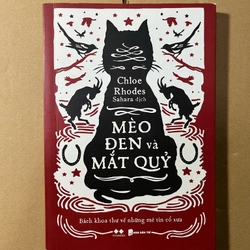 Chloe
Rhodes
Sahara dịch
MÈO
ĐEN và
MẮT QUỶ
Bách khoa thư về những mê tín cổ xưa